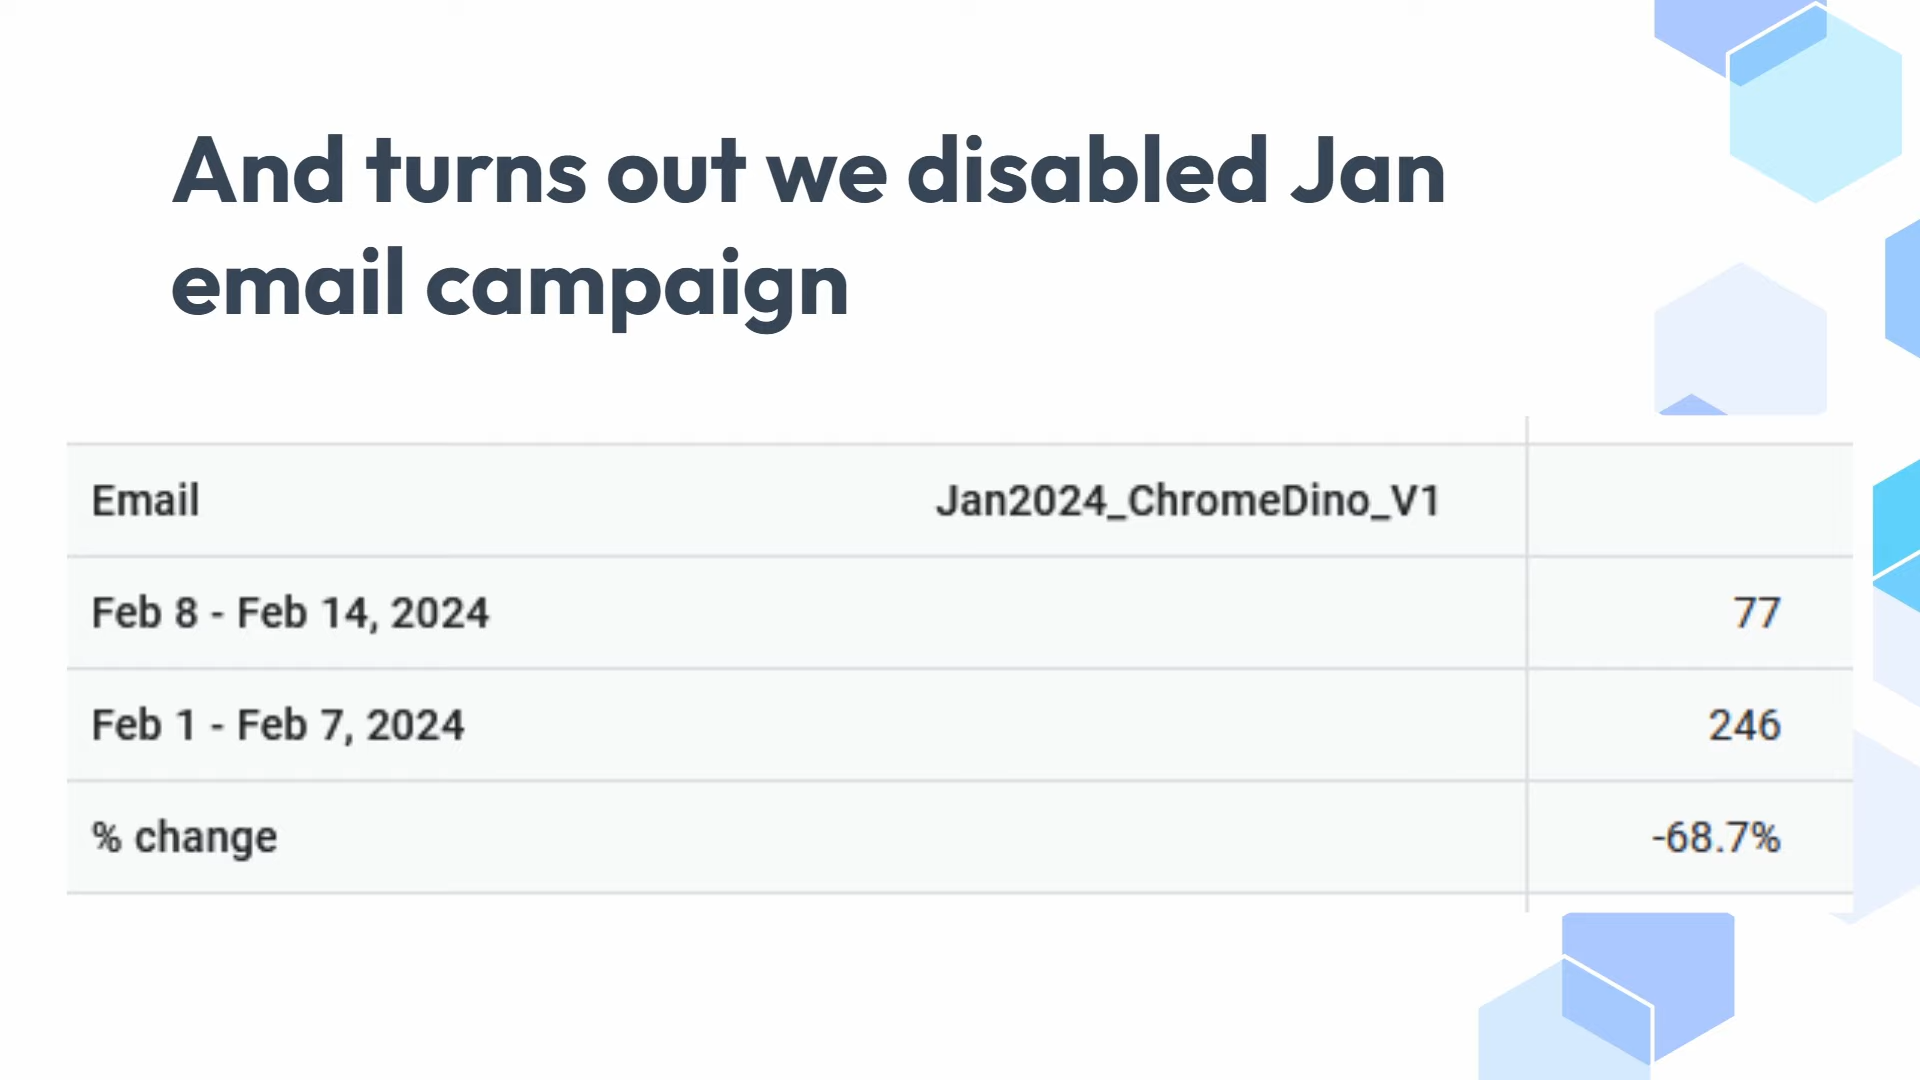 And turns out we disabled Jan
email campaign
Email Jan2024_ChromeDino_V1
Feb 8 - Feb 14, 2024 77
Feb 1 - Feb 7, 2024 246
% change -68.7%